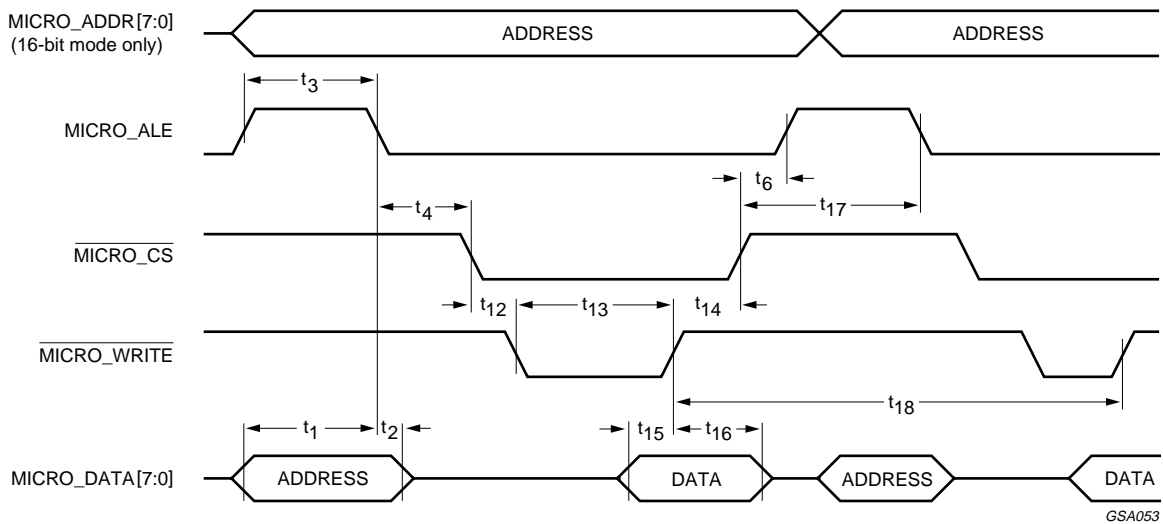 MICRO_ADDR[7:0]
(16-bit mode only)
ADDRESS
ADDRESS
t3
MICRO_ALE
t6
t17
t4
MICRO_CS
t12
t13
t14
MICRO_WRITE
t18
t1
t2
t15
t16
MICRO_DATA[7:0]
ADDRESS
DATA
ADDRESS
DATA
GSA053